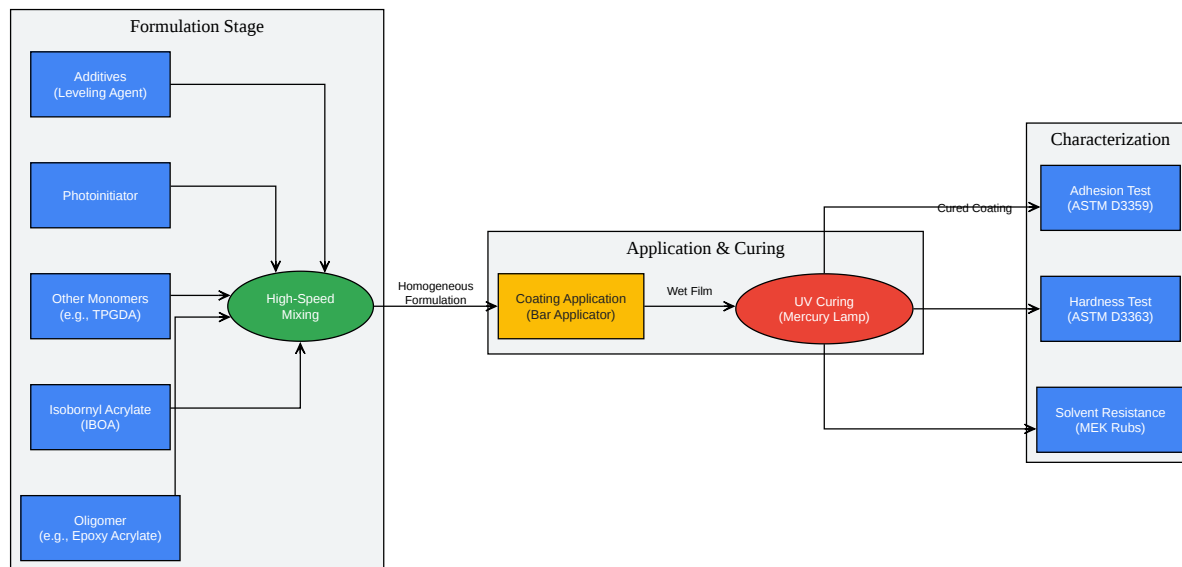 Formulation Stage
Additives
(Leveling Agent)
Photoinitiator
Other Monomers
(e.g., TPGDA)
Isobornyl Acrylate
(IBOA)
Oligomer
(e.g., Epoxy Acrylate)
High-Speed
Mixing
Homogeneous
Formulation
Application & Curing
Coating Application
(Bar Applicator)
Wet Film
UV Curing
(Mercury Lamp)
Cured Coating
Characterization
Adhesion Test
(ASTM D3359)
Hardness Test
(ASTM D3363)
Solvent Resistance
(MEK Rubs)